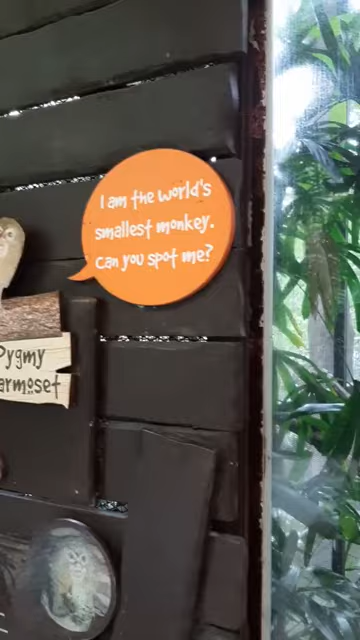 I am the world's
smallest monkey.
Can you spot me?
Pygmy
armoset